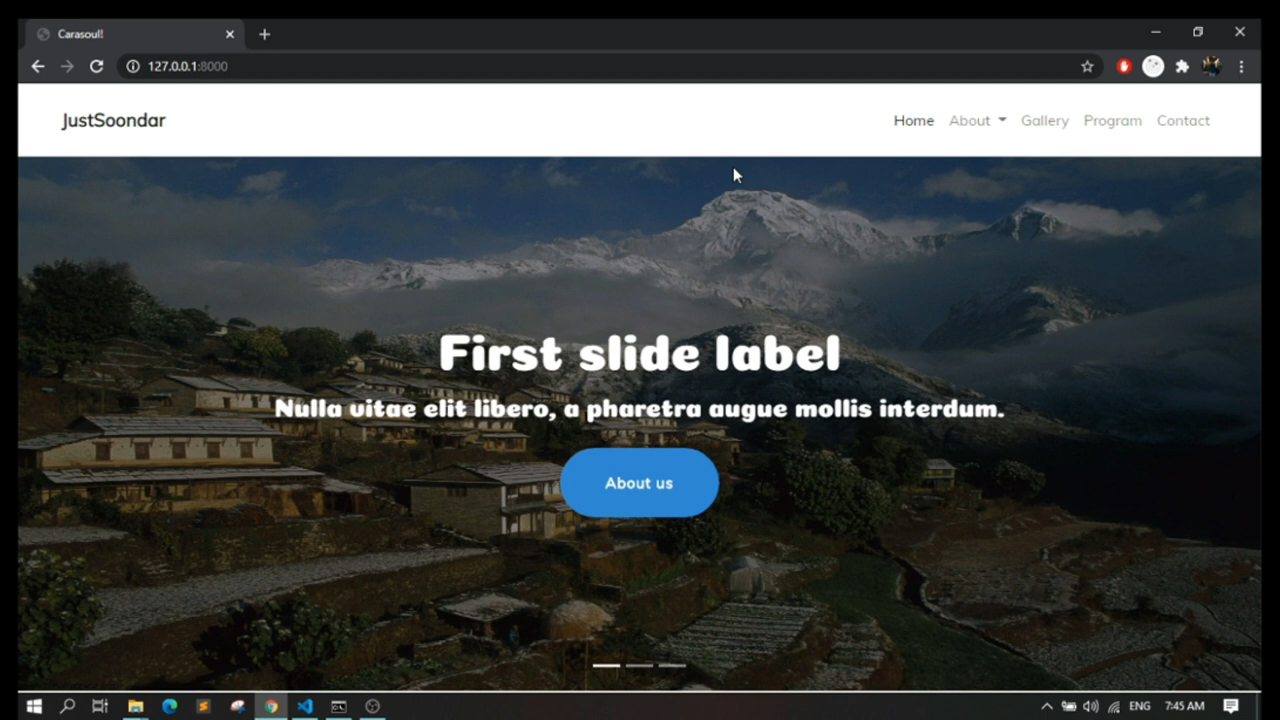 Carasoul!
127.0.0.1:8000
JustSoondar
Home About Gallery Program Contact
First slide label
Nulla vitae elit libero, a pharetra augue mollis interdum.
About us
ENG 7:45 AM